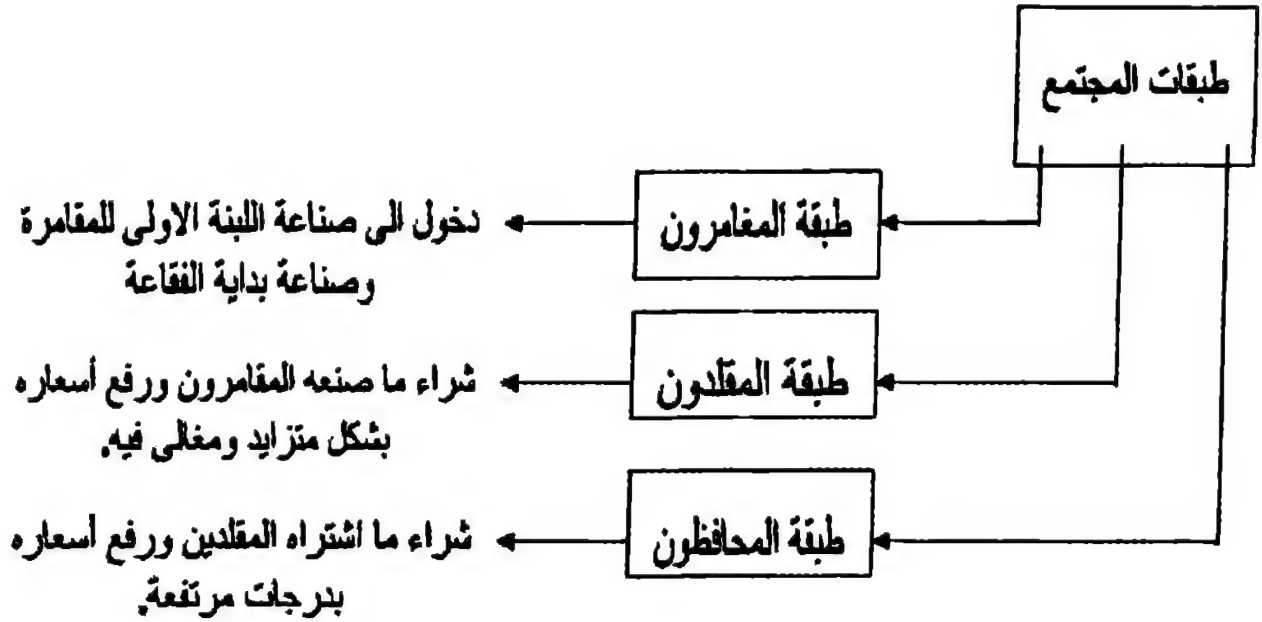 طبقات المجتمع
طبقة المغامرون
دخول الى صناعة اللبنة الاولى للمقامرة
وصناعة بداية الفقاعة
طبقة المقلدون
شراء ما صنعه المقامرون ورفع أسعاره
بشكل متزايد ومغالى فيه.
طبقة المحافظون
شراء ما اشتراه المقلدين ورفع أسعاره
بدرجات مرتفعة.